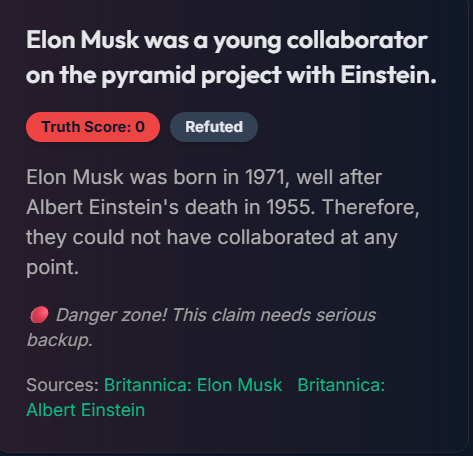 Elon Musk was a young collaborator
on the pyramid project with Einstein.
Truth Score: 0 Refuted
Elon Musk was born in 1971, well after
Albert Einstein's death in 1955. Therefore,
they could not have collaborated at any
point.
Danger zone! This claim needs serious
backup.
Sources: Britannica: Elon Musk Britannica:
Albert Einstein